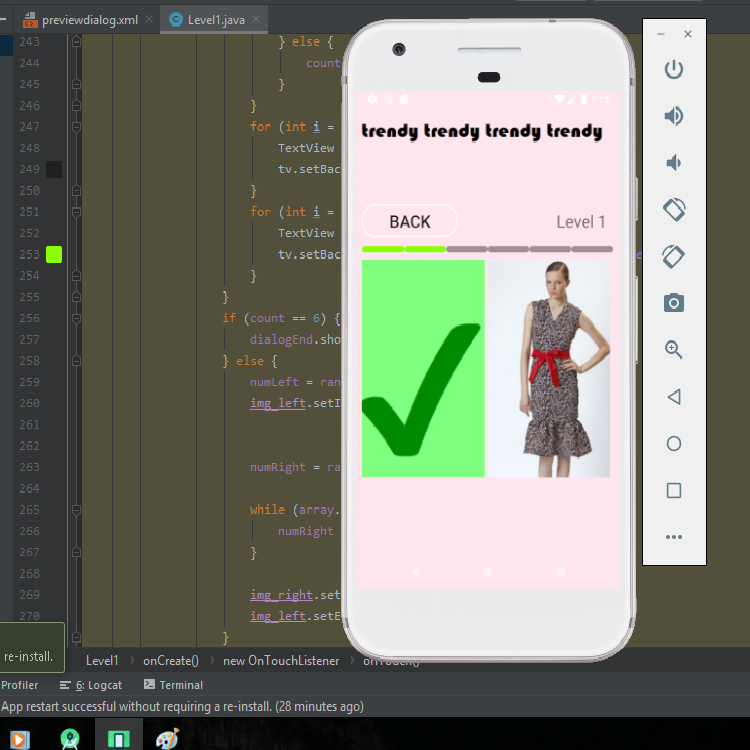 previewdialog.xml
Level1.java
243 } else {
244 count
245 }
246 }
247 for (int i =
248 TextView
249 tv.setBac
250 }
251 for (int i =
252 TextView
253 tv.setBac
254 }
255 }
256 if (count == 6) {
257 dialogEnd.sho
258 } else {
259 numLeft = ran
260 img_left.setI
261
262
263 numRight = ra
264
265 while (array.
266 numRight
267 }
268
269 img_right.set
270 img_left.setE
}
7:13
trendy trendy trendy trendy
BACK
Level 1
re-install.
Level1 onCreate() new OnTouchListener onTouch()
Profiler 6: Logcat Terminal
App restart successful without requiring a re-install. (28 minutes ago)